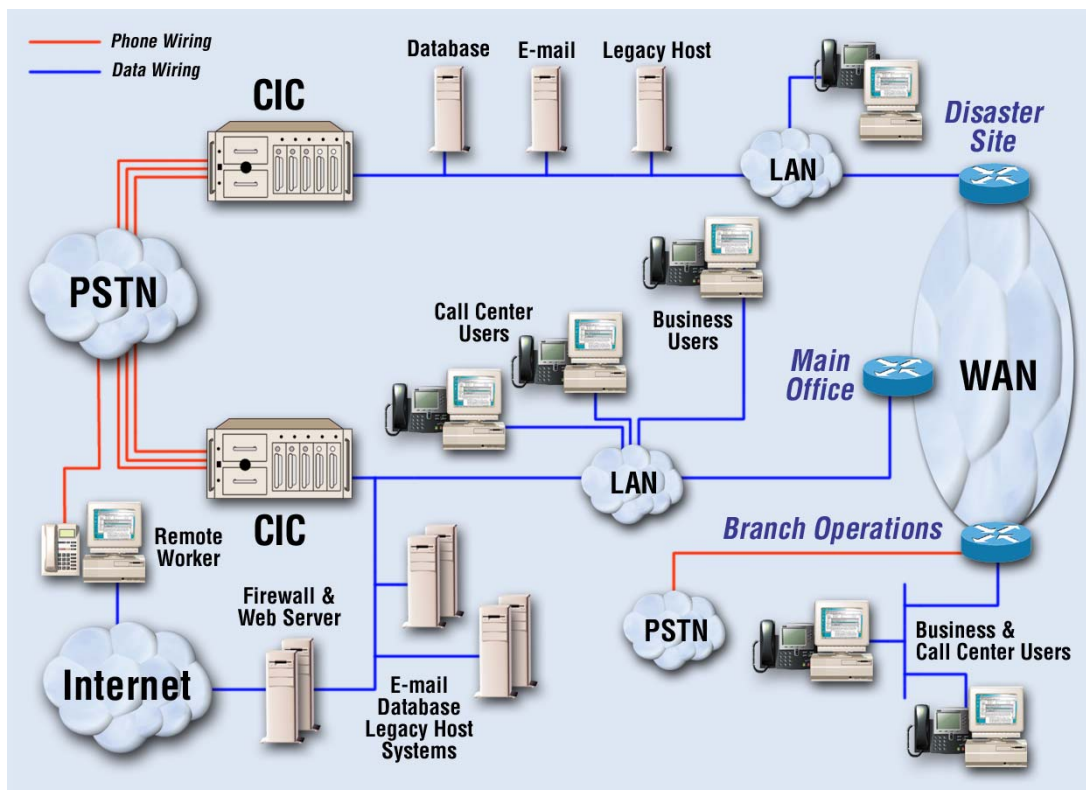 Phone Wiring
Data Wiring
Database
E-mail
Legacy Host
CIC
Disaster
Site
LAN
PSTN
Call Center
Users
Business
Users
Main
Office
WAN
LAN
CIC
Branch Operations
Remote
Worker
Firewall &
Web Server
PSTN
Business &
Call Center Users
Internet
E-mail
Database
Legacy Host
Systems